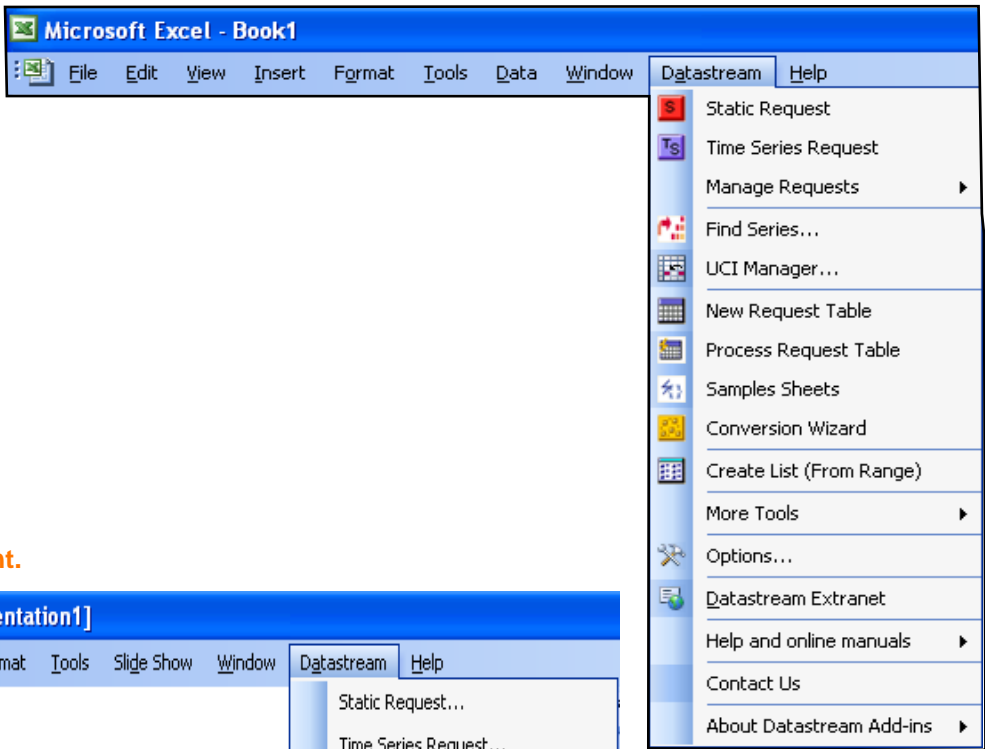 Microsoft Excel - Book1
File Edit View Insert Format Tools Data Window Datastream Help
Static Request
Time Series Request
Manage Requests
Find Series...
UCI Manager...
New Request Table
Process Request Table
Samples Sheets
Conversion Wizard
Create List (From Range)
More Tools
Options...
Datastream Extranet
Help and online manuals
Contact Us
About Datastream Add-ins
nt.
entation1]
mat Tools Slide Show Window Datastream Help
Static Request...
Time Series Request...